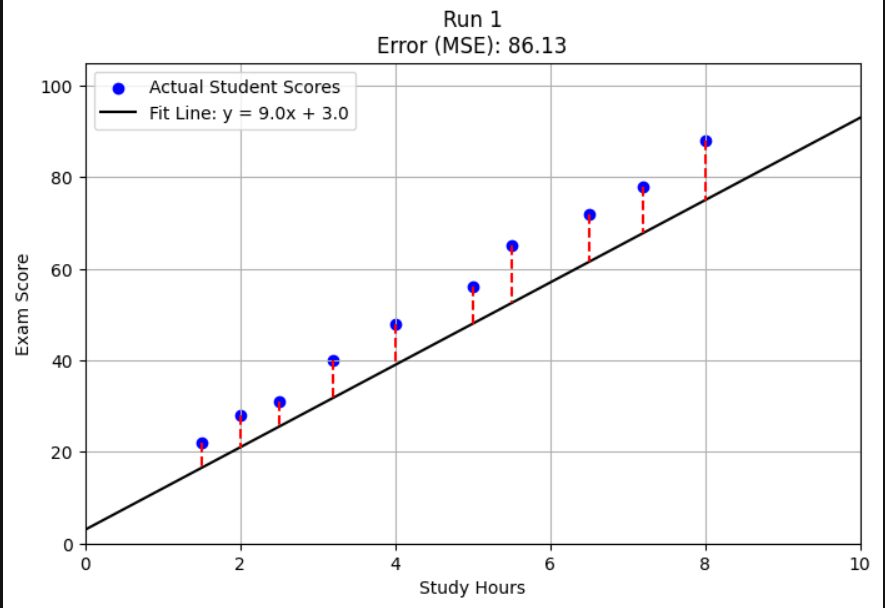 Run 1
Error (MSE): 86.13
Actual Student Scores
Fit Line: y = 9.0x + 3.0
100
80
60
40
20
0
Exam Score
0 2 4 6 8 10
Study Hours